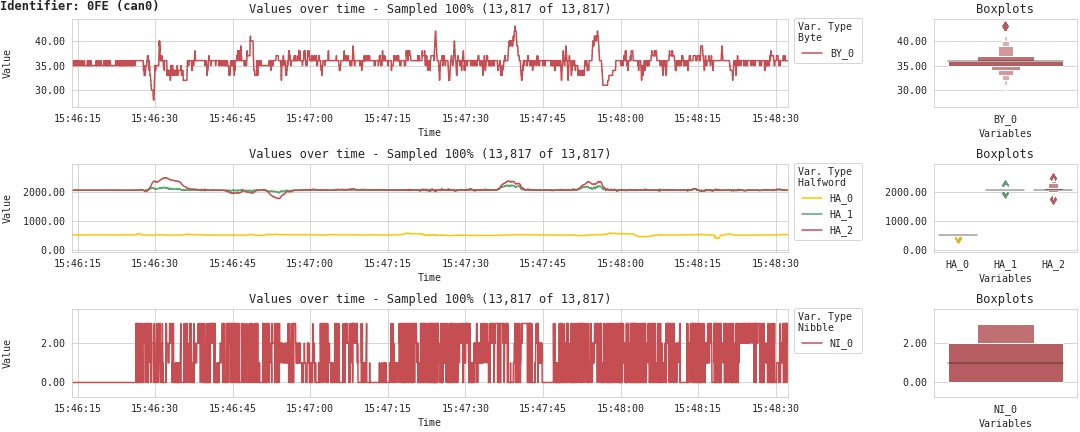 Identifier: 0FE (can0)
Values over time - Sampled 100% (13,817 of 13,817)
Boxplots
Value
40.00
35.00
30.00
15:46:15 15:46:30 15:46:45 15:47:00 15:47:15 15:47:30 15:47:45 15:48:00 15:48:15 15:48:30
Time
Var. Type
Byte
BY_0
40.00
35.00
30.00
BY_0
Variables
Values over time - Sampled 100% (13,817 of 13,817)
Boxplots
Value
2000.00
1000.00
0.00
15:46:15 15:46:30 15:46:45 15:47:00 15:47:15 15:47:30 15:47:45 15:48:00 15:48:15 15:48:30
Time
Var. Type
Halfword
HA_0
HA_1
HA_2
2000.00
1000.00
0.00
HA_0 HA_1 HA_2
Variables
Values over time - Sampled 100% (13,817 of 13,817)
Boxplots
Value
2.00
0.00
15:46:15 15:46:30 15:46:45 15:47:00 15:47:15 15:47:30 15:47:45 15:48:00 15:48:15 15:48:30
Time
Var. Type
Nibble
NI_0
2.00
0.00
NI_0
Variables